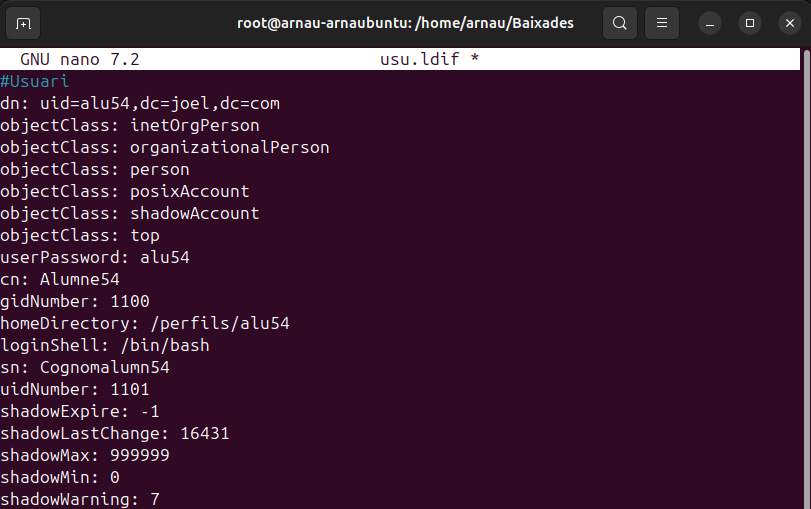 root@arnau-arnaubuntu: /home/arnau/Baixades
GNU nano 7.2 usu.ldif *
#Usuari
dn: uid=alu54,dc=joel,dc=com
objectClass: inetOrgPerson
objectClass: organizationalPerson
objectClass: person
objectClass: posixAccount
objectClass: shadowAccount
objectClass: top
userPassword: alu54
cn: Alumne54
gidNumber: 1100
homeDirectory: /perfils/alu54
loginShell: /bin/bash
sn: Cognomalumn54
uidNumber: 1101
shadowExpire: -1
shadowLastChange: 16431
shadowMax: 999999
shadowMin: 0
shadowWarning: 7